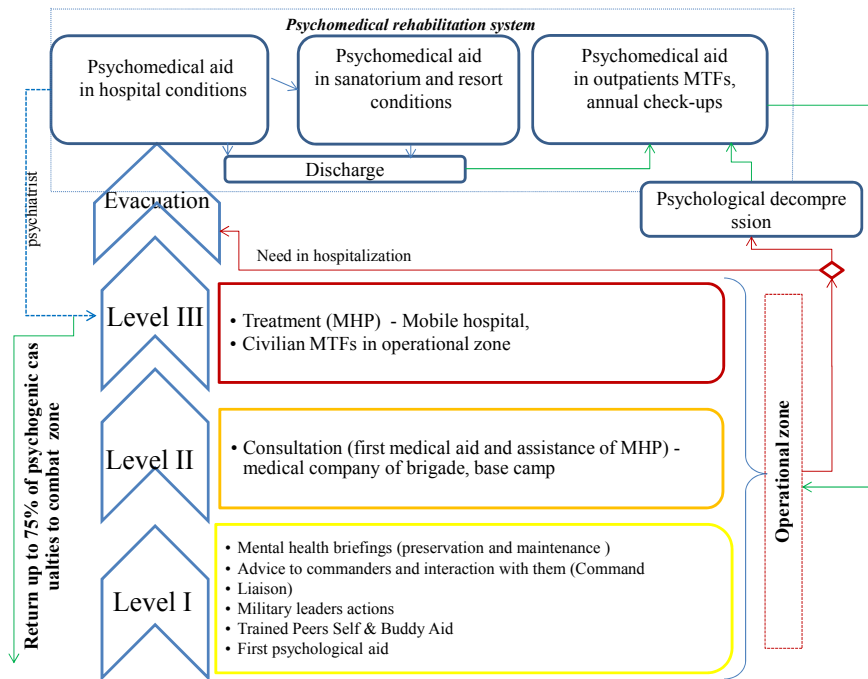 Psychomedical rehabilitation system
Psychomedical aid
in hospital conditions
Psychomedical aid
in sanatorium and resort
conditions
Psychomedical aid
in outpatients MTFs,
annual check-ups
Discharge
Evacuation
psychiatrist
Psychological decompre
ssion
Need in hospitalization
Level III
• Treatment (MHP)  - Mobile hospital,
• Civilian MTFs in operational zone
Level II
• Consultation (first medical aid and assistance of MHP) -
medical company of brigade, base camp
Level I
• Mental health briefings (preservation and maintenance )
• Advice to commanders and interaction with them (Command
• Liaison)
• Military leaders actions
• Trained Peers Self & Buddy Aid
• First psychological aid
Operational zone
Return up to 75% of psychogenic cas
ualties to combat  zone